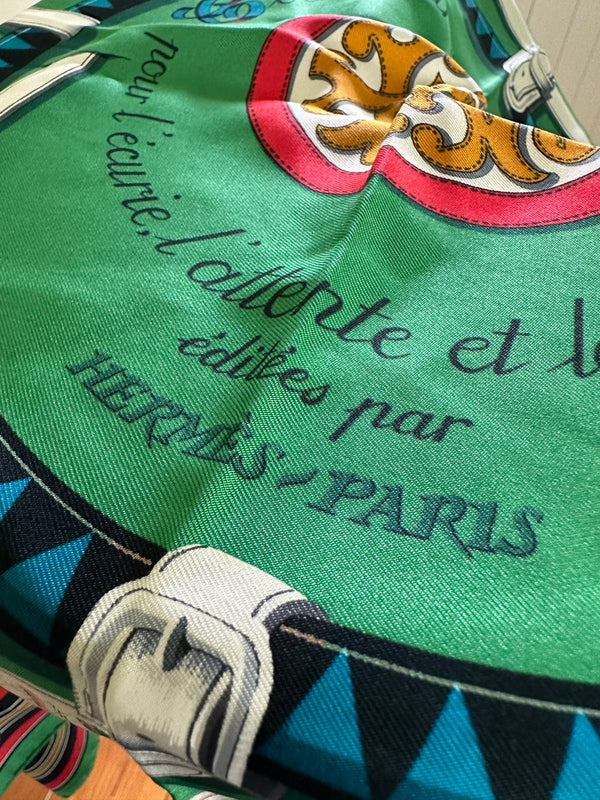 pour l'écurie, l'attente et
éditées par
HERMÈS-PARIS